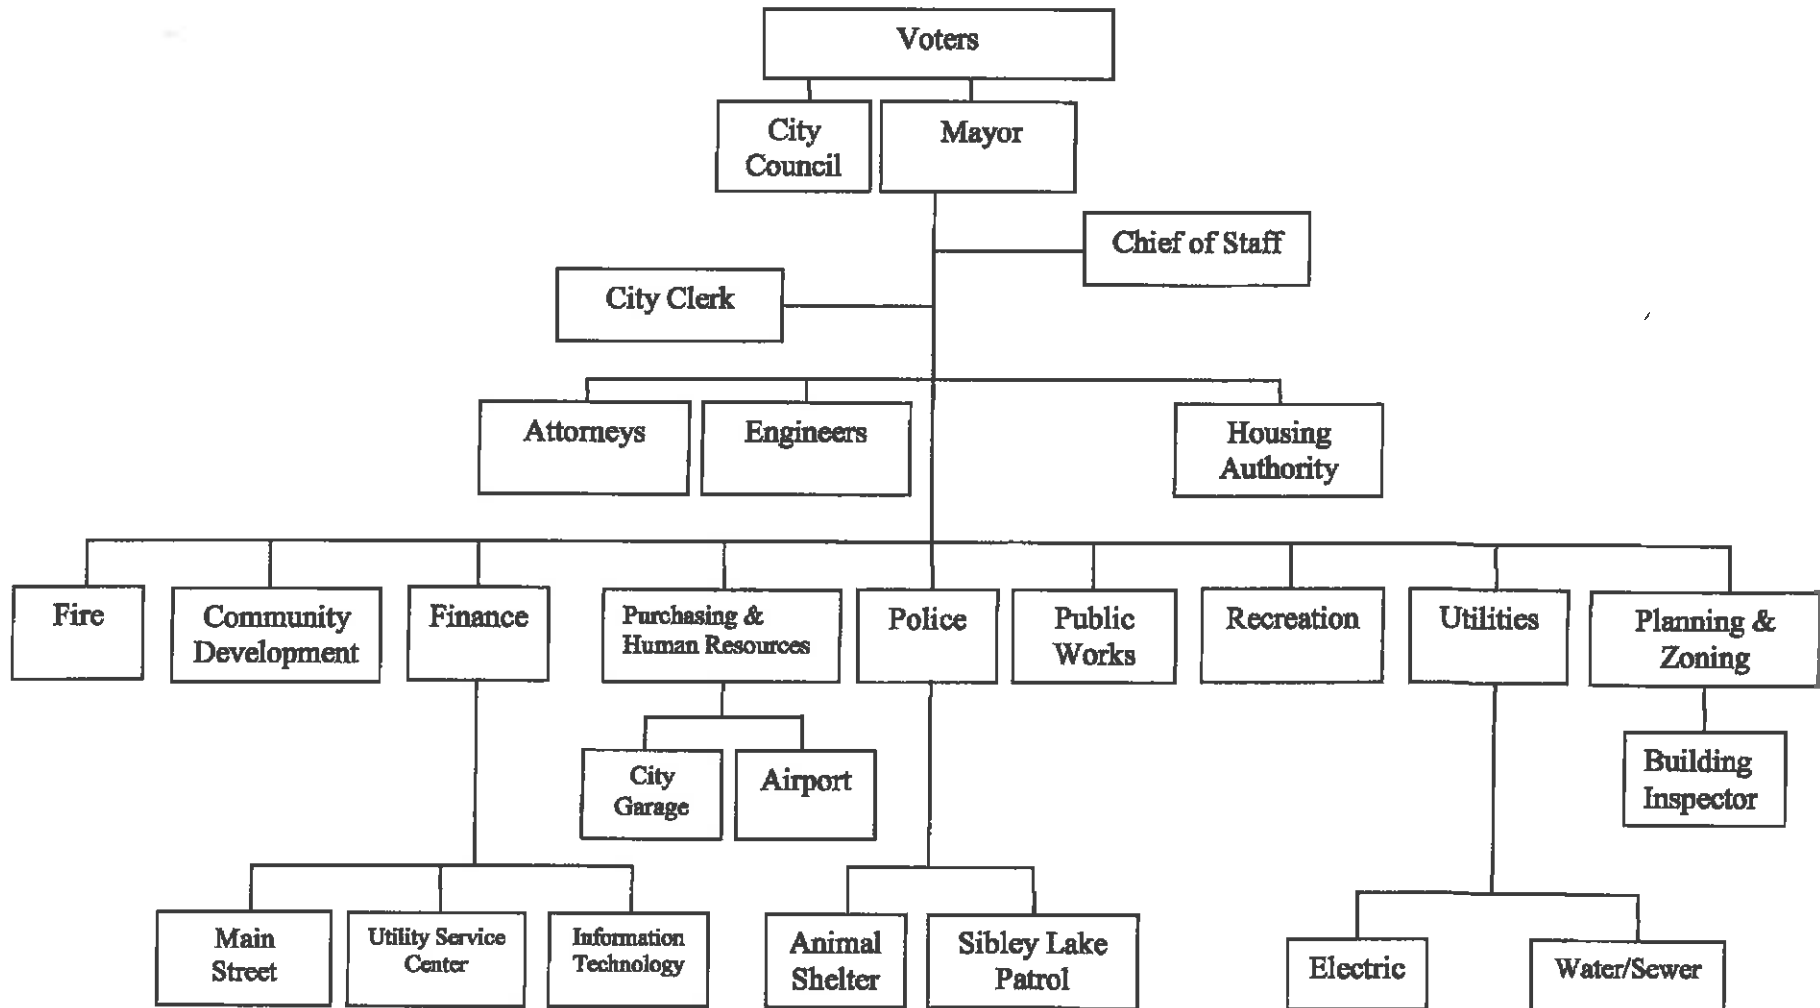 Voters
City
Council
Mayor
Chief of Staff
City Clerk
Attorneys
Engineers
Housing
Authority
Fire
Community
Development
Finance
Purchasing &
Human Resources
Police
Public
Works
Recreation
Utilities
Planning &
Zoning
City
Garage
Airport
Building
Inspector
Main
Street
Utility Service
Center
Information
Technology
Animal
Shelter
Sibley Lake
Patrol
Electric
Water/Sewer